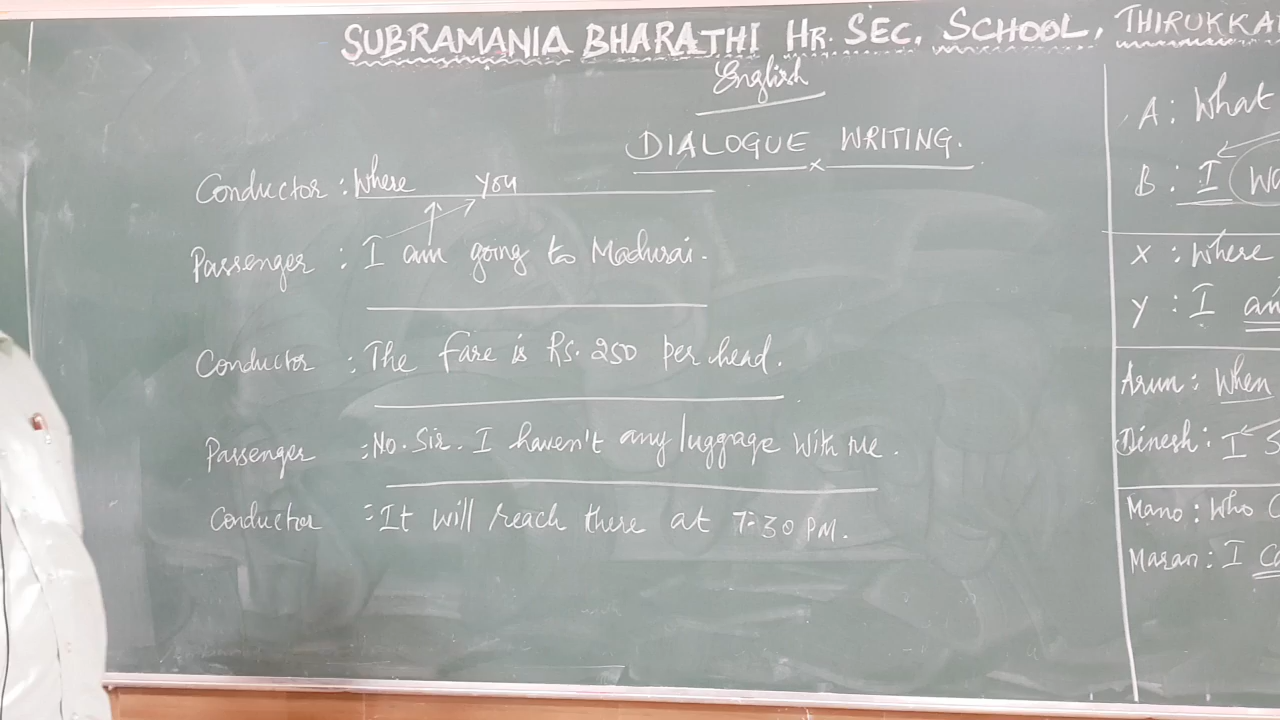 SUBRAMANIA BHARATHI HR. SEC. SCHOOL, THIRUKKA
English
DIALOGUE WRITING.
Conductor : Where you
Passenger : I am going to Madurai.
Conductor : The fare is Rs. 250 per head.
Passenger : No. Sir. I haven't any luggage with me.
Conductor : It will reach there at 7:30 PM.
A : What
B : I
X : Where
Y : I
Arun : When
Dinesh : I
Mano : Who
Maran : I